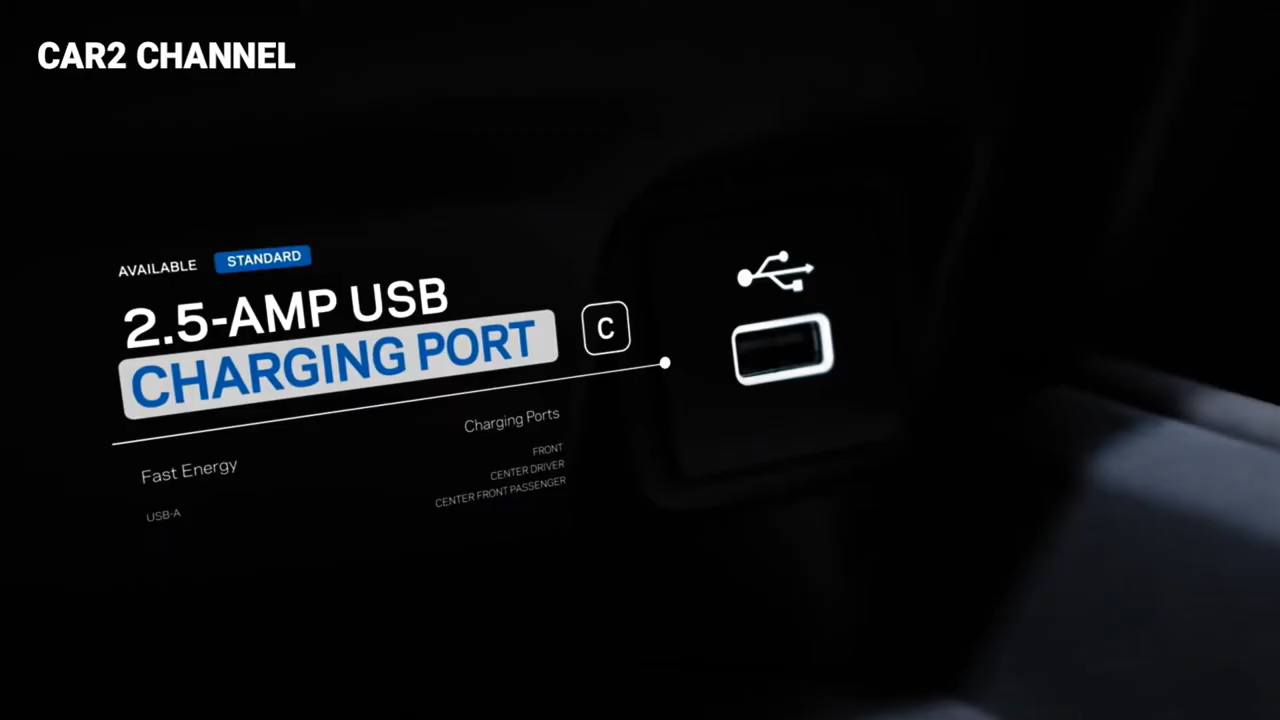 CAR2 CHANNEL
AVAILABLE STANDARD
2.5-AMP USB
CHARGING PORT
C
Fast Energy
USB-A
Charging Ports
FRONT
CENTER DRIVER
CENTER FRONT PASSENGER